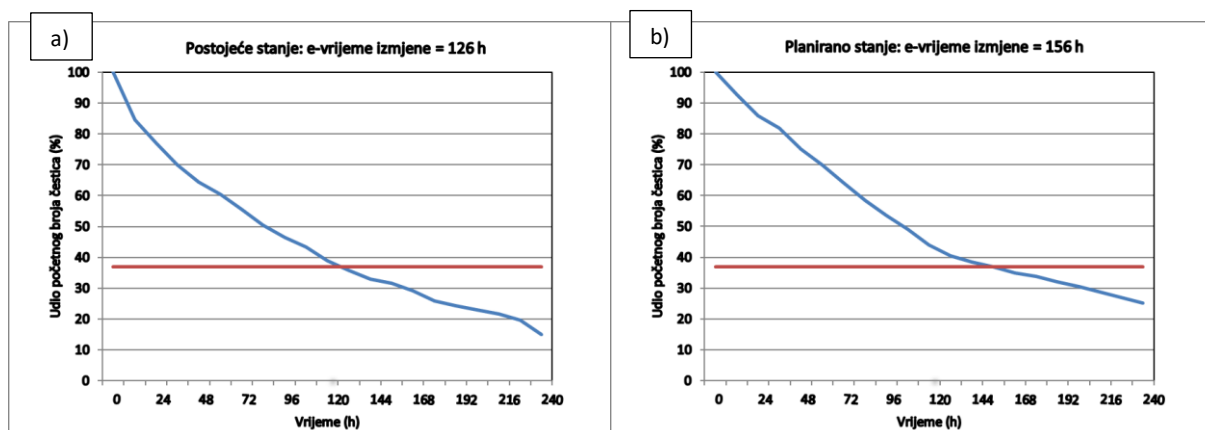 a)
Postojeće stanje: e-vrijeme izmjene = 126 h
Udio početnog broja čestica (%)
100
90
80
70
60
50
40
30
20
10
0
0 24 48 72 96 120 144 168 192 216 240
Vrijeme (h)
b)
Planirano stanje: e-vrijeme izmjene = 156 h
Udio početnog broja čestica (%)
100
90
80
70
60
50
40
30
20
10
0
0 24 48 72 96 120 144 168 192 216 240
Vrijeme (h)